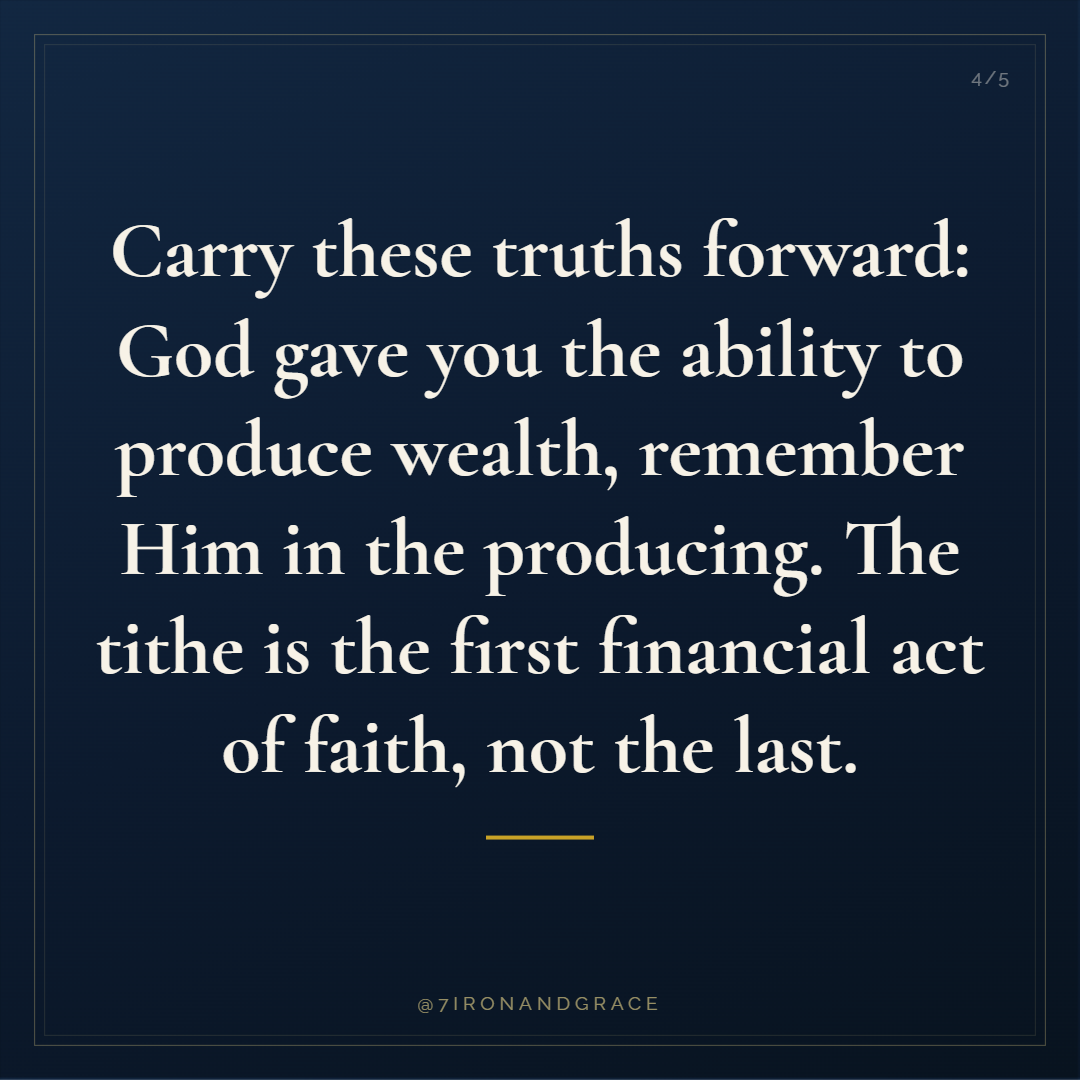 4/5
Carry these truths forward:
God gave you the ability to
produce wealth, remember
Him in the producing. The
tithe is the first financial act
of faith, not the last.
@7IRONANDGRACE